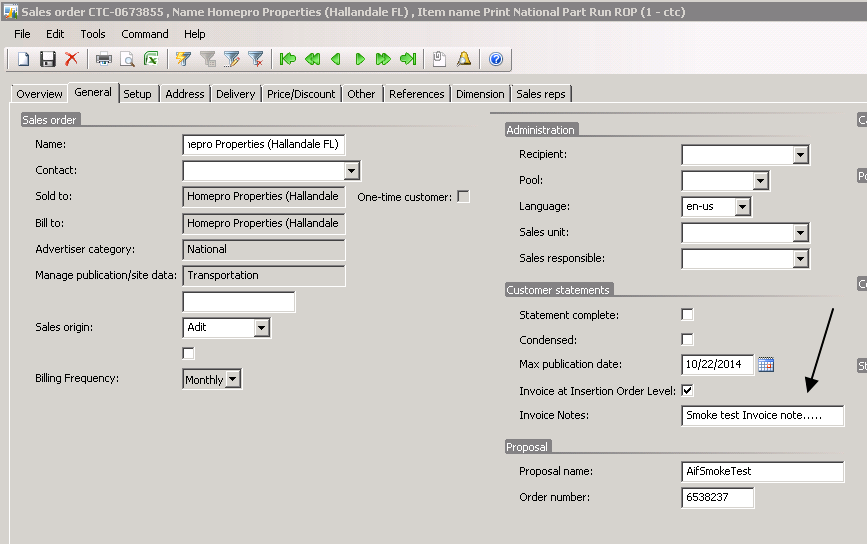 Sales order CTC-0673855 , Name Homepro Properties (Hallandale FL) , Item name Print National Part Run ROP (1 - ctc)
File Edit Tools Command Help
Overview General Setup Address Delivery Price/Discount Other References Dimension Sales reps
Sales order
Name: epro Properties (Hallandale FL)
Contact:
Sold to: Homepro Properties (Hallandale One-time customer:
Bill to: Homepro Properties (Hallandale
Advertiser category: National
Manage publication/site data: Transportation
Sales origin: Adit
Billing Frequency: Monthly
Administration
Recipient:
Pool:
Language: en-us
Sales unit:
Sales responsible:
Customer statements
Statement complete:
Condensed:
Max publication date: 10/22/2014
Invoice at Insertion Order Level:
Invoice Notes: Smoke test Invoice note.....
Proposal
Proposal name: AifSmokeTest
Order number: 6538237
Ca
Po
Co
St